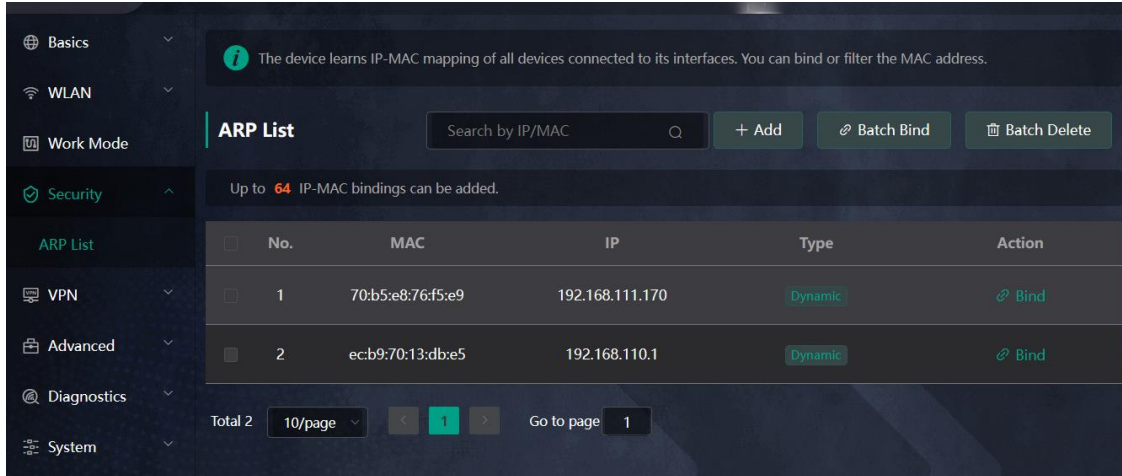 Basics
WLAN
Work Mode
Security
ARP List
VPN
Advanced
Diagnostics
System
The device learns IP-MAC mapping of all devices connected to its interfaces. You can bind or filter the MAC address.
ARP List
Search by IP/MAC
+ Add
Batch Bind
Batch Delete
Up to 64 IP-MAC bindings can be added.
No. MAC IP Type Action
1 70:b5:e8:76:f5:e9 192.168.111.170 Dynamic Bind
2 ec:b9:70:13:db:e5 192.168.110.1 Dynamic Bind
Total 2 10/page < 1 > Go to page 1